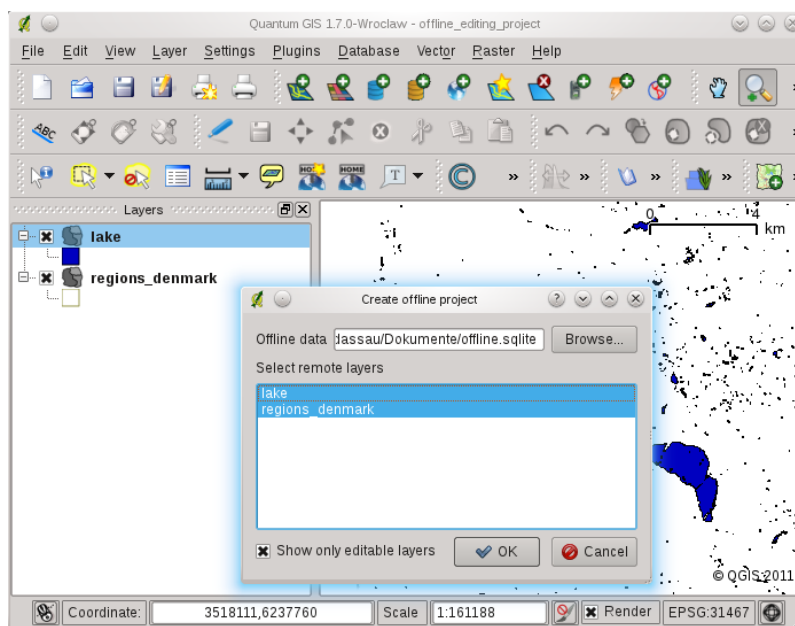 Quantum GIS 1.7.0-Wroclaw - offline_editing_project
File Edit View Layer Settings Plugins Database Vector Raster Help
ABC
HOME T © » » » »
Layers
lake
regions_denmark
0 4
km
Create offline project
Offline data dassau/Dokumente/offline.sqlite Browse...
Select remote layers
lake
regions_denmark
Show only editable layers OK Cancel
© QGIS 2011
Coordinate: 3518111,6237760 Scale 1:161188 Render EPSG:31467